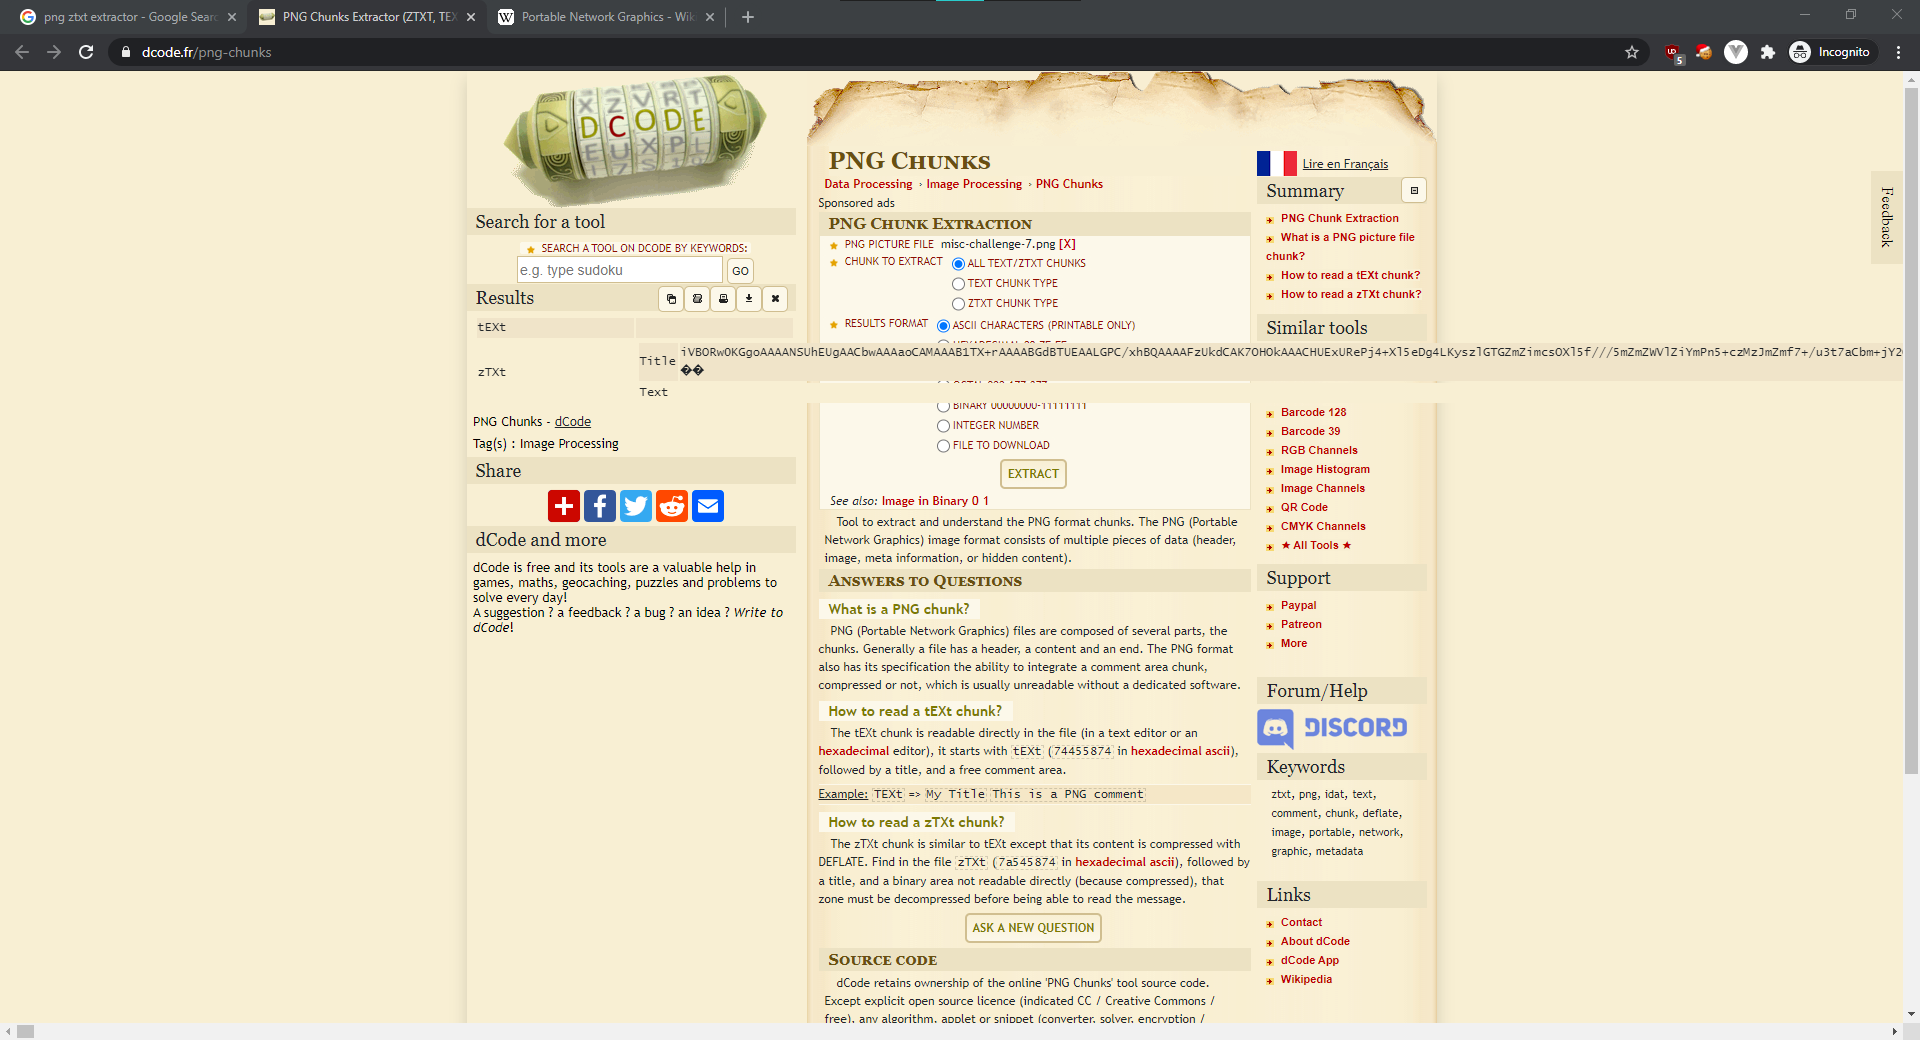 png ztxt extractor - Google Sear
PNG Chunks Extractor (ZTXT, TEX
Portable Network Graphics - Wik
dcode.fr/png-chunks
5
Incognito
X Z V R T
D C O D E
E U X P L
Search for a tool
SEARCH A TOOL ON DCODE BY KEYWORDS:
e.g. type sudoku
GO
Results
tEXt
zTXt
Title
iVBORw0KGgoAAAANSUhEUgAACbwAAAaoCAMAAAB1TX+rAAAABGdBTUEAALGPC/xhBQAAAAFzUkdCAK7OHOkAAACHUExURePj4+Xl5eDg4LKyszlGTGZmZimcsOXl5f///5mZmZWVlZiYmPn5+czMzJmZmf7+/u3t7aCbm+jY2
��
Text
PNG Chunks - dCode
Tag(s) : Image Processing
Share
dCode and more
dCode is free and its tools are a valuable help in
games, maths, geocaching, puzzles and problems to
solve every day!
A suggestion ? a feedback ? a bug ? an idea ? Write to
dCode!
PNG Chunks
Data Processing › Image Processing › PNG Chunks
Sponsored ads
PNG Chunk Extraction
PNG PICTURE FILE misc-challenge-7.png [X]
CHUNK TO EXTRACT
ALL TEXT/ZTXT CHUNKS
TEXT CHUNK TYPE
ZTXT CHUNK TYPE
RESULTS FORMAT
ASCII CHARACTERS (PRINTABLE ONLY)
BINARY 00000000-11111111
INTEGER NUMBER
FILE TO DOWNLOAD
EXTRACT
See also: Image in Binary 0 1
Tool to extract and understand the PNG format chunks. The PNG (Portable
Network Graphics) image format consists of multiple pieces of data (header,
image, meta information, or hidden content).
Answers to Questions
What is a PNG chunk?
PNG (Portable Network Graphics) files are composed of several parts, the
chunks. Generally a file has a header, a content and an end. The PNG format
also has its specification the ability to integrate a comment area chunk,
compressed or not, which is usually unreadable without a dedicated software.
How to read a tEXt chunk?
The tEXt chunk is readable directly in the file (in a text editor or an
hexadecimal editor), it starts with tEXt (74455874 in hexadecimal ascii),
followed by a title, and a free comment area.
Example: TEXt => My Title This is a PNG comment
How to read a zTXt chunk?
The zTXt chunk is similar to tEXt except that its content is compressed with
DEFLATE. Find in the file zTXt (7a545874 in hexadecimal ascii), followed by
a title, and a binary area not readable directly (because compressed), that
zone must be decompressed before being able to read the message.
ASK A NEW QUESTION
Source code
dCode retains ownership of the online 'PNG Chunks' tool source code.
Except explicit open source licence (indicated CC / Creative Commons /
free), any algorithm, applet or snippet (converter, solver, encryption /
Lire en Français
Summary
PNG Chunk Extraction
What is a PNG picture file
chunk?
How to read a tEXt chunk?
How to read a zTXt chunk?
Similar tools
Barcode 128
Barcode 39
RGB Channels
Image Histogram
Image Channels
QR Code
CMYK Channels
★ All Tools ★
Support
Paypal
Patreon
More
Forum/Help
DISCORD
Keywords
ztxt, png, idat, text,
comment, chunk, deflate,
image, portable, network,
graphic, metadata
Links
Contact
About dCode
dCode App
Wikipedia
Feedback